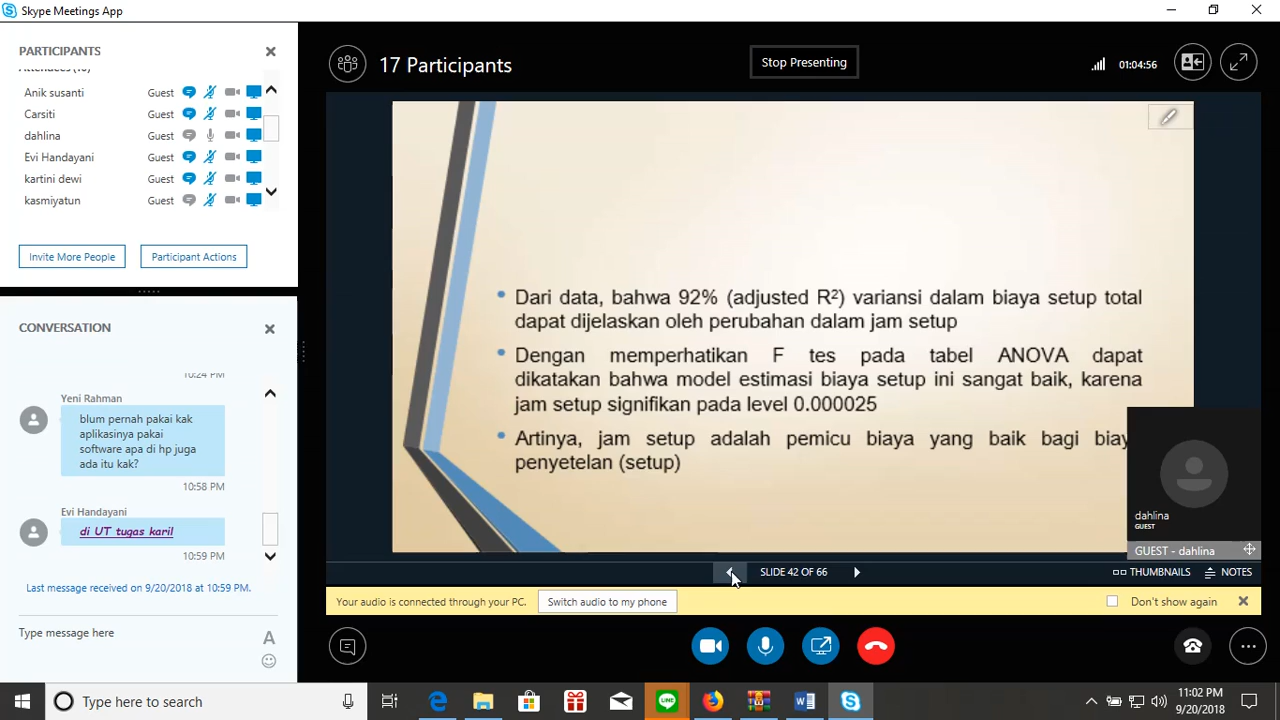 Skype Meetings App
PARTICIPANTS
Anik susanti Guest
Carsiti Guest
dahlina Guest
Evi Handayani Guest
kartini dewi Guest
kasmiyatun Guest
Invite More People
Participant Actions
CONVERSATION
10:24 PM
Yeni Rahman
blum pernah pakai kak
aplikasinya pakai
software apa di hp juga
ada itu kak?
10:58 PM
Evi Handayani
di UT tugas karil
10:59 PM
Last message received on 9/20/2018 at 10:59 PM.
Type message here
A
17 Participants
Stop Presenting
01:04:56
Dari data, bahwa 92% (adjusted R²) variansi dalam biaya setup total
dapat dijelaskan oleh perubahan dalam jam setup
Dengan memperhatikan F tes pada tabel ANOVA dapat
dikatakan bahwa model estimasi biaya setup ini sangat baik, karena
jam setup signifikan pada level 0.000025
Artinya, jam setup adalah pemicu biaya yang baik bagi
penyetelan (setup)
dahlina
GUEST
GUEST - dahlina
SLIDE 42 OF 66
THUMBNAILS
NOTES
Your audio is connected through your PC.
Switch audio to my phone
Don't show again
Type here to search
11:02 PM
9/20/2018